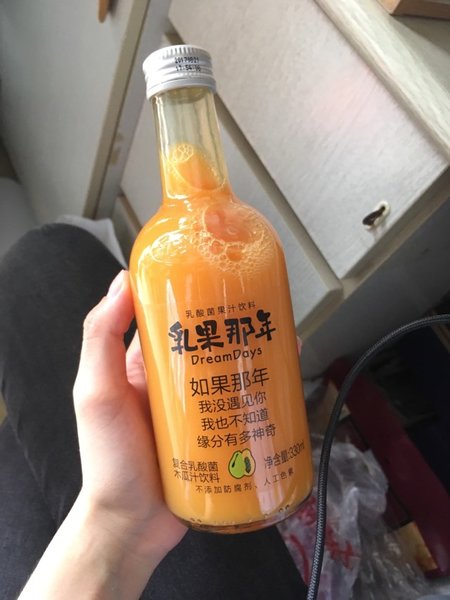 乳酸菌果汁饮料
乳果那年
DreamDays
如果那年
我没遇见你
我也不知道
缘分有多神奇
复合乳酸菌
木瓜汁饮料
净含量:330ml
不添加防腐剂、人工色素